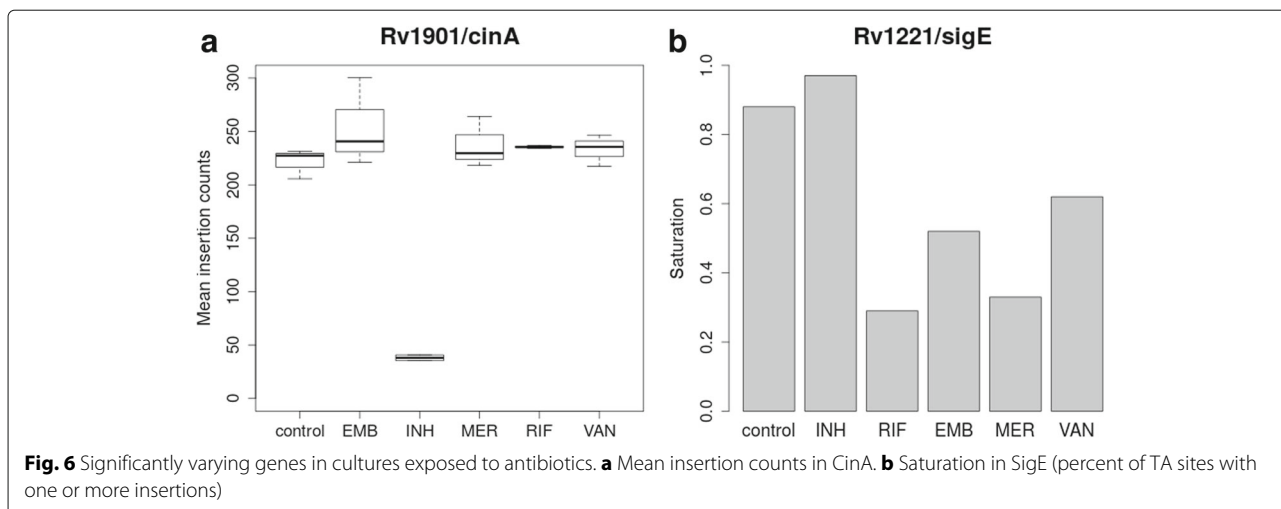 a
Rv1901/cinA
Mean insertion counts
300
250
200
150
100
50
0
control EMB INH MER RIF VAN
b
Rv1221/sigE
Saturation
1.0
0.8
0.6
0.4
0.2
0.0
control INH RIF EMB MER VAN
Fig. 6 Significantly varying genes in cultures exposed to antibiotics. a Mean insertion counts in CinA. b Saturation in SigE (percent of TA sites with
one or more insertions)